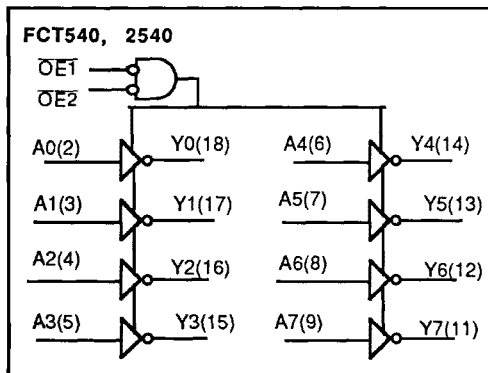 FCT540, 2540
OE1
OE2
A0(2) Y0(18) A4(6) Y4(14)
A1(3) Y1(17) A5(7) Y5(13)
A2(4) Y2(16) A6(8) Y6(12)
A3(5) Y3(15) A7(9) Y7(11)